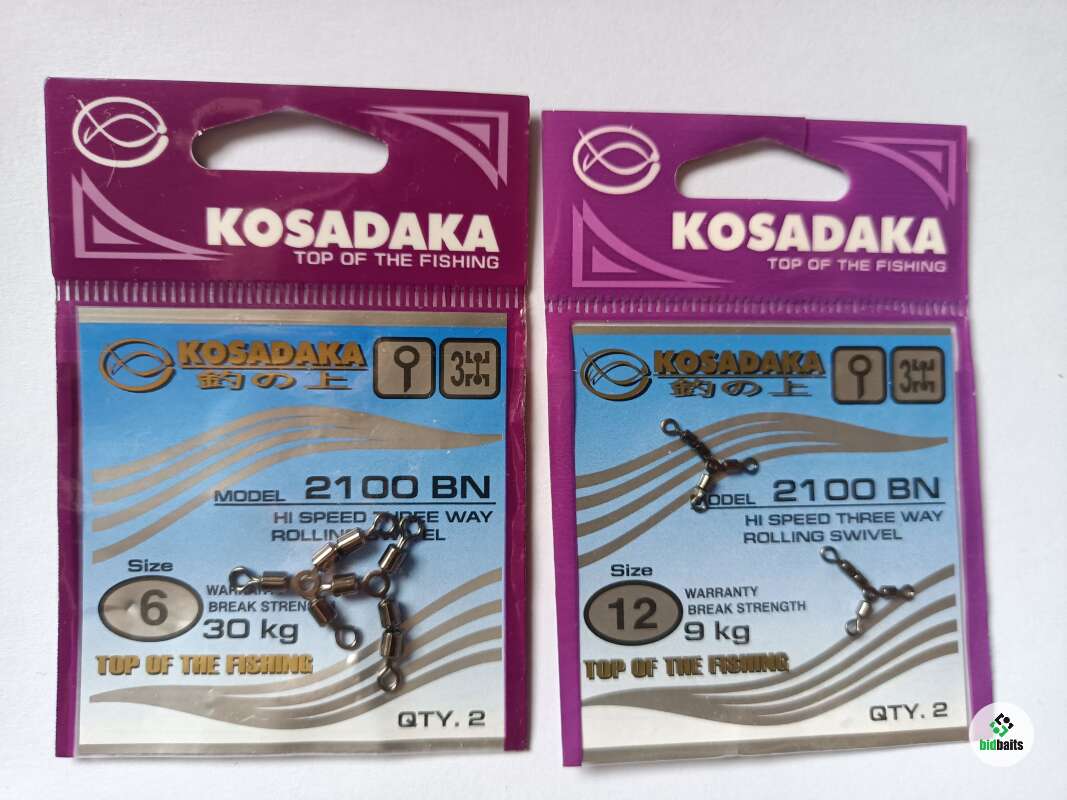 KOSADAKA
TOP OF THE FISHING
KOSADAKA
釣の上
3
MODEL 2100 BN
HI SPEED THREE WAY
ROLLING SWIVEL
Size
6
WARRANTY
BREAK STRENGTH
30 kg
TOP OF THE FISHING
QTY. 2
KOSADAKA
TOP OF THE FISHING
KOSADAKA
釣の上
3
MODEL 2100 BN
HI SPEED THREE WAY
ROLLING SWIVEL
Size
12
WARRANTY
BREAK STRENGTH
9 kg
TOP OF THE FISHING
QTY. 2
bidbaits